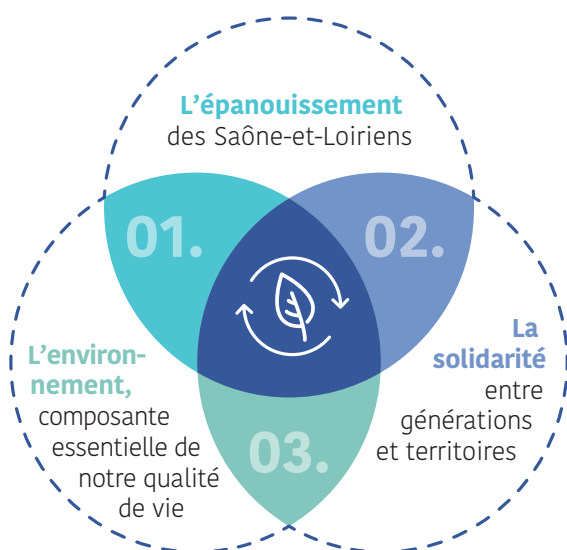 L’épanouissement
des Saône-et-Loiriens
01.
02.
L’environ-
nement,
composante
essentielle de
notre qualité
de vie
La
solidarité
entre
générations
et territoires
03.